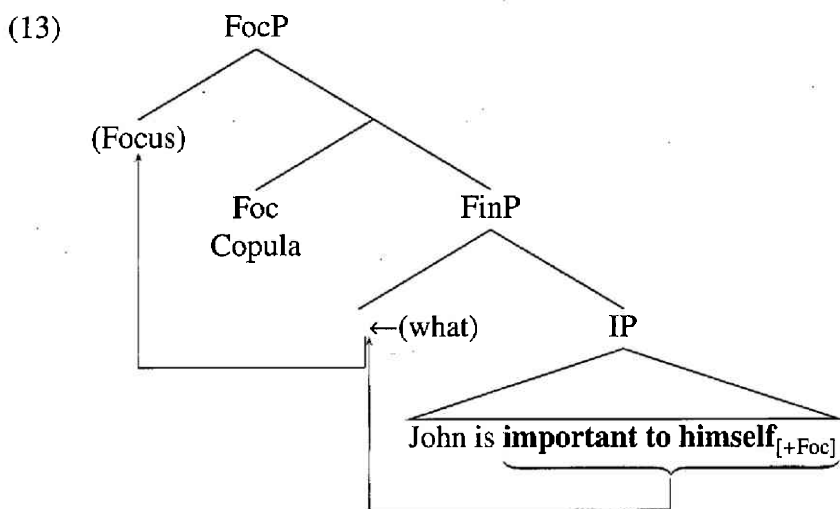 (13) FocP
(Focus)
Foc FinP
Copula
←(what) IP
John is important to himself[+Foc]